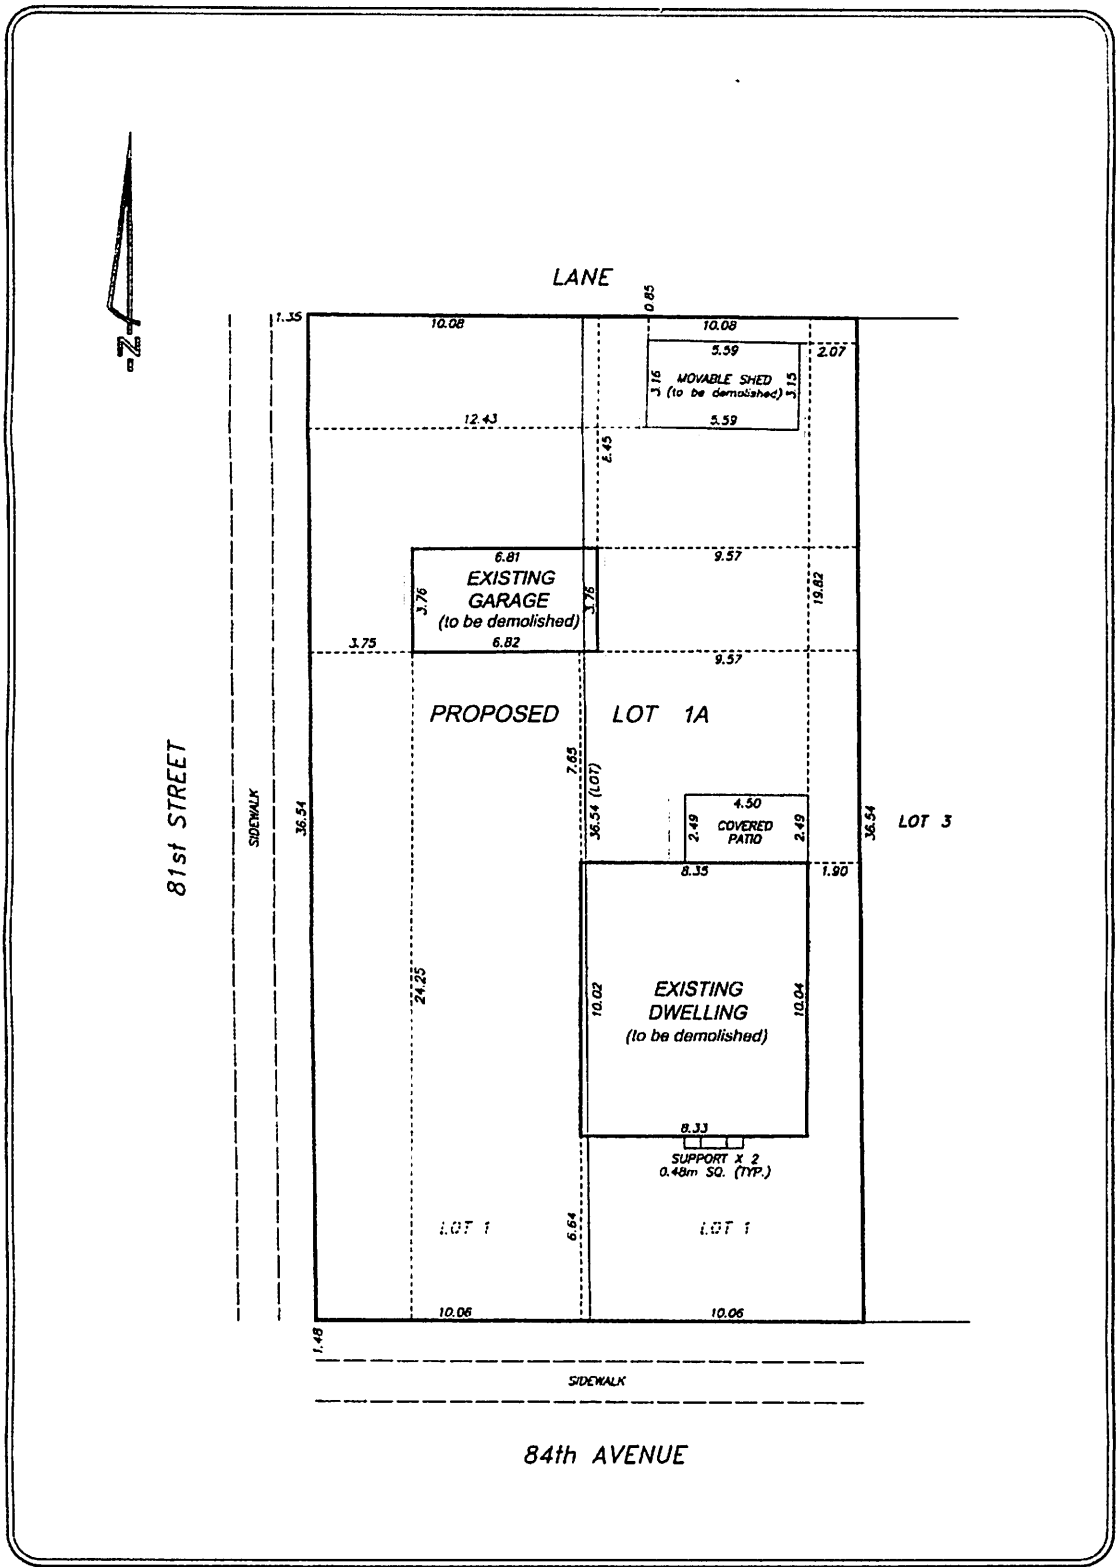 LANE
0.85
1.35
10.08
10.08
5.59
2.07
3.16
MOVABLE SHED
(to be demolished)
3.15
5.59
12.43
8.45
6.81
9.57
EXISTING
GARAGE
(to be demolished)
3.76
3.76
19.82
3.75
6.82
9.57
PROPOSED LOT 1A
7.65
36.54 (LOT)
4.50
2.49
COVERED
PATIO
2.49
36.54
LOT 3
81st STREET
SIDEWALK
36.54
8.35
1.90
24.25
10.02
EXISTING
DWELLING
(to be demolished)
10.04
8.33
SUPPORT X 2
0.48m SQ. (TYP.)
LOT 1
6.64
LOT 1
10.06
10.06
1.48
SIDEWALK
84th AVENUE
-N-